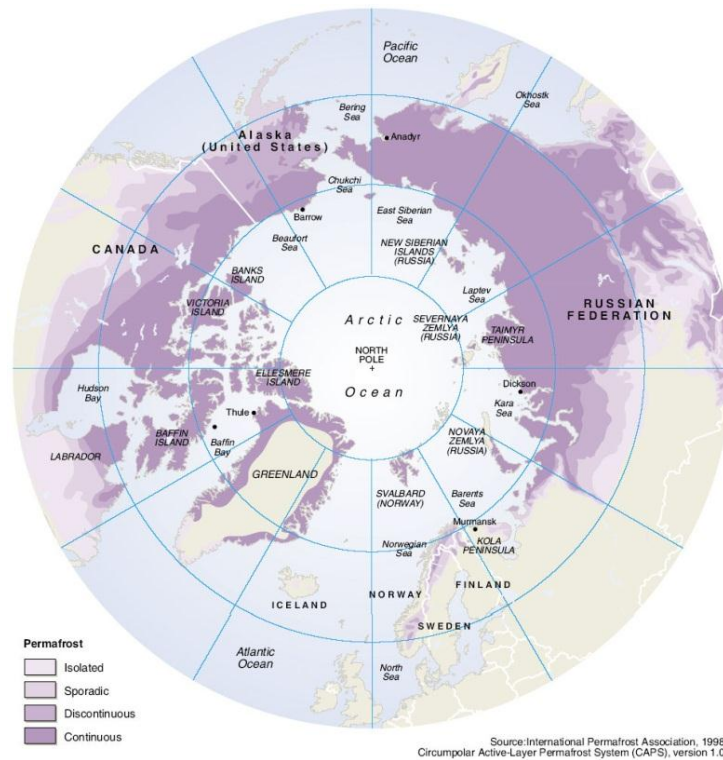 Pacific
Ocean
Okhostk
Sea
Bering
Sea
Anadyr
Alaska
(United States)
Chukchi
Sea
East Siberian
Sea
Barrow
Beaufort
Sea
NEW SIBERIAN
ISLANDS
(RUSSIA)
CANADA
BANKS
ISLAND
Laptev
Sea
RUSSIAN
FEDERATION
VICTORIA
ISLAND
SEVERNAYA
ZEMLYA
(RUSSIA)
TAIMYR
PENINSULA
Arctic
NORTH
POLE
+
Ocean
ELLESMERE
ISLAND
Hudson
Bay
Dickson
Kara
Sea
Thule
BAFFIN
ISLAND
Baffin
Bay
NOVAYA
ZEMLYA
(RUSSIA)
LABRADOR
GREENLAND
SVALBARD
(NORWAY)
Barents
Sea
Murmansk
KOLA
PENINSULA
Norwegian
Sea
FINLAND
NORWAY
ICELAND
SWEDEN
Atlantic
Ocean
North
Sea
Permafrost
Isolated
Sporadic
Discontinuous
Continuous
Source:International Permafrost Association, 1998.
Circumpolar Active-Layer Permafrost System (CAPS), version 1.0